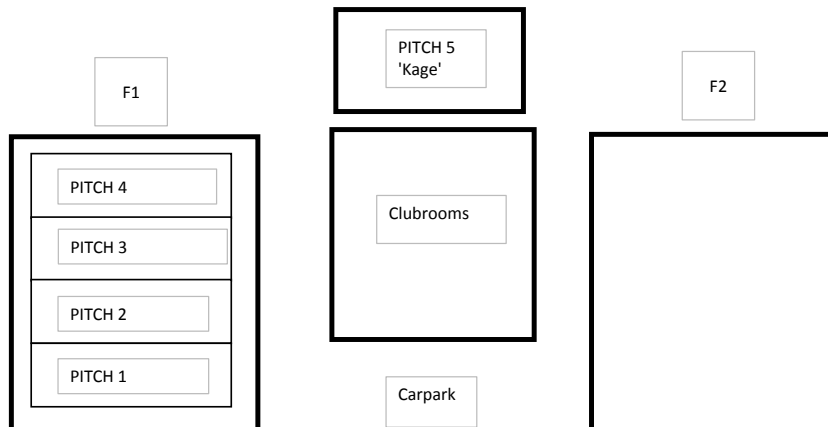 PITCH 5
'Kage'
F1
F2
PITCH 4
PITCH 3
PITCH 2
PITCH 1
Clubrooms
Carpark